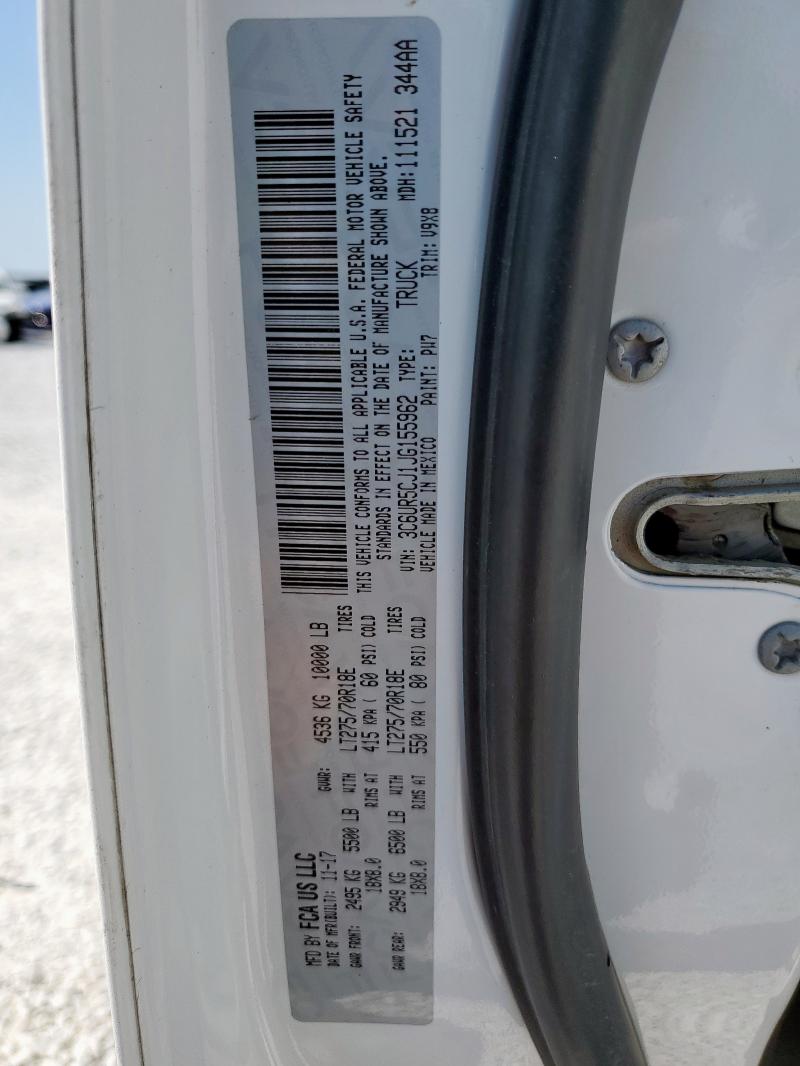 MFD BY FCA US LLC
DATE OF MFR(BUILT): 11-17 GVWR: 4536 KG 10000 LB
GAWR FRONT: 2495 KG 5500 LB WITH LT275/70R18E TIRES
18X8.0 RIMS AT 415 KPA ( 60 PSI) COLD
GAWR REAR: 2949 KG 6500 LB WITH LT275/70R18E TIRES
18X8.0 RIMS AT 550 KPA ( 80 PSI) COLD
THIS VEHICLE CONFORMS TO ALL APPLICABLE U.S.A. FEDERAL MOTOR VEHICLE SAFETY
STANDARDS IN EFFECT ON THE DATE OF MANUFACTURE SHOWN ABOVE.
VIN: 3C6UR5CJ1JG155962 TYPE: TRUCK MDH:111521 344AA
VEHICLE MADE IN MEXICO PAINT: PW7 TRIM: V9X8